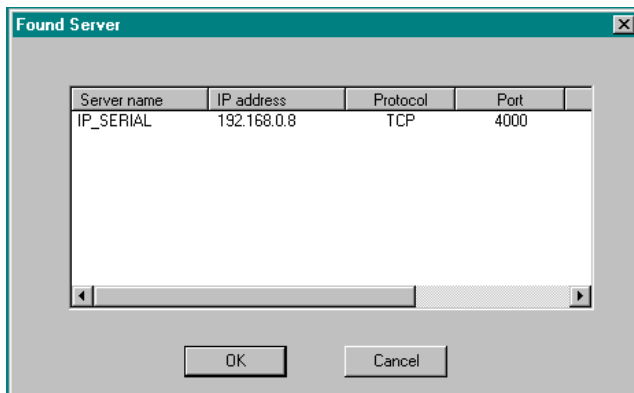 Found Server
Server name IP address Protocol Port
IP_SERIAL 192.168.0.8 TCP 4000
OK Cancel